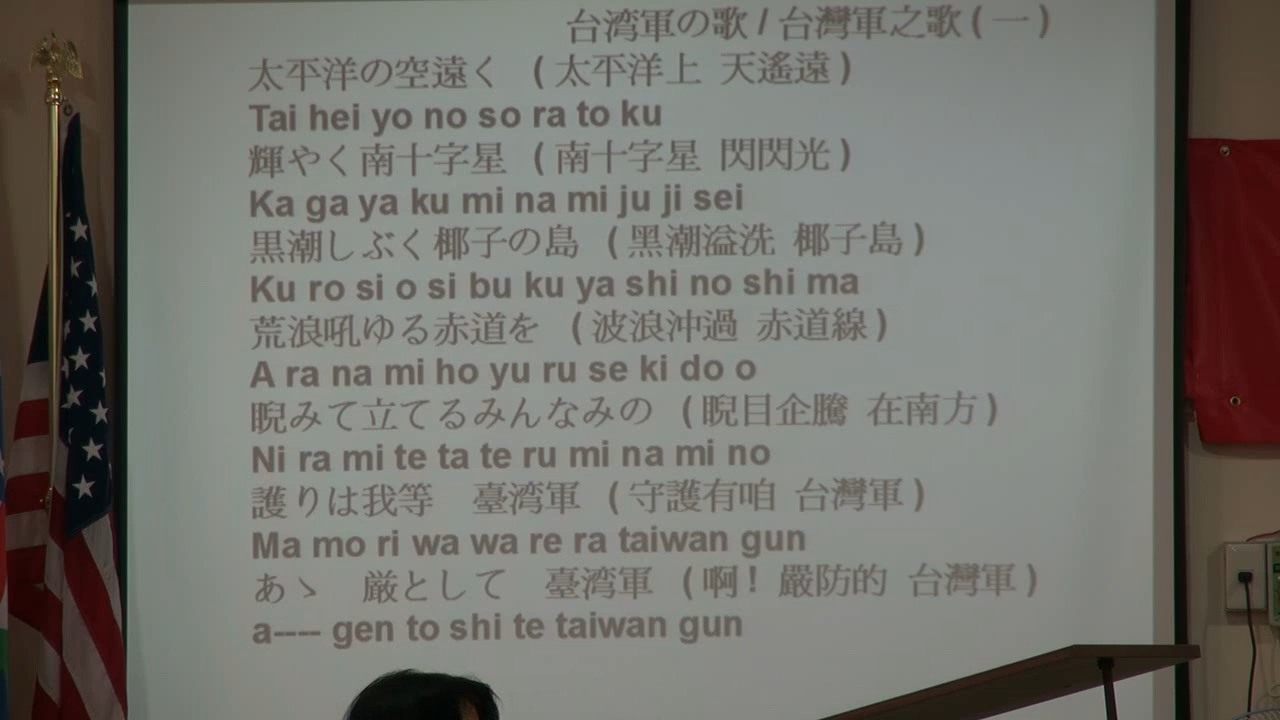 台湾軍の歌 / 台灣軍之歌 ( 一 )
太平洋の空遠く ( 太平洋上 天遙遠 )
Tai hei yo no so ra to ku
輝やく南十字星 ( 南十字星 閃閃光 )
Ka ga ya ku mi na mi ju ji sei
黒潮しぶく椰子の島 ( 黑潮溢洗 椰子島 )
Ku ro si o si bu ku ya shi no shi ma
荒浪吼ゆる赤道を ( 波浪沖過 赤道線 )
A ra na mi ho yu ru se ki do o
睨みて立てるみんなみの ( 睨目企騰 在南方 )
Ni ra mi te ta te ru mi na mi no
護りは我等 臺湾軍 ( 守護有咱 台灣軍 )
Ma mo ri wa wa re ra taiwan gun
あゝ 厳として 臺湾軍 ( 啊! 嚴防的 台灣軍 )
a---- gen to shi te taiwan gun